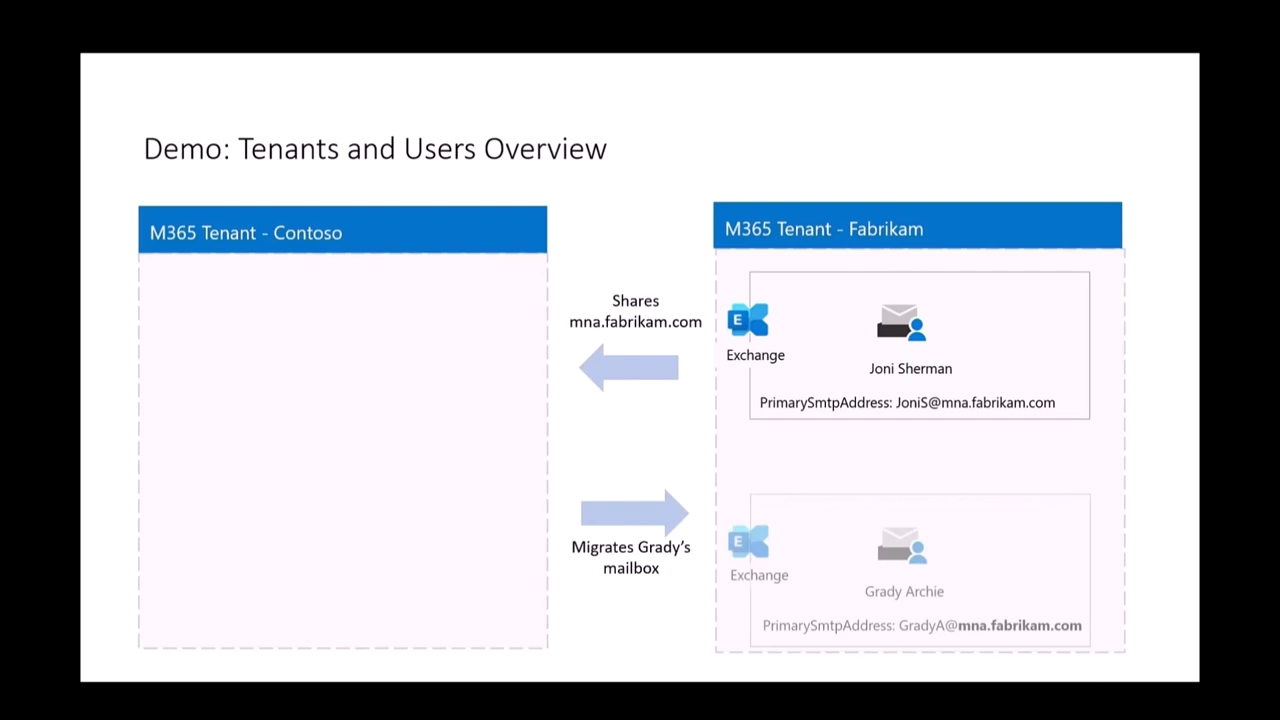 Demo: Tenants and Users Overview
M365 Tenant - Contoso
Shares
mna.fabrikam.com
Migrates Grady's
mailbox
M365 Tenant - Fabrikam
E
Exchange
Joni Sherman
PrimarySmtpAddress: JoniS@mna.fabrikam.com
E
Exchange
Grady Archie
PrimarySmtpAddress: GradyA@mna.fabrikam.com